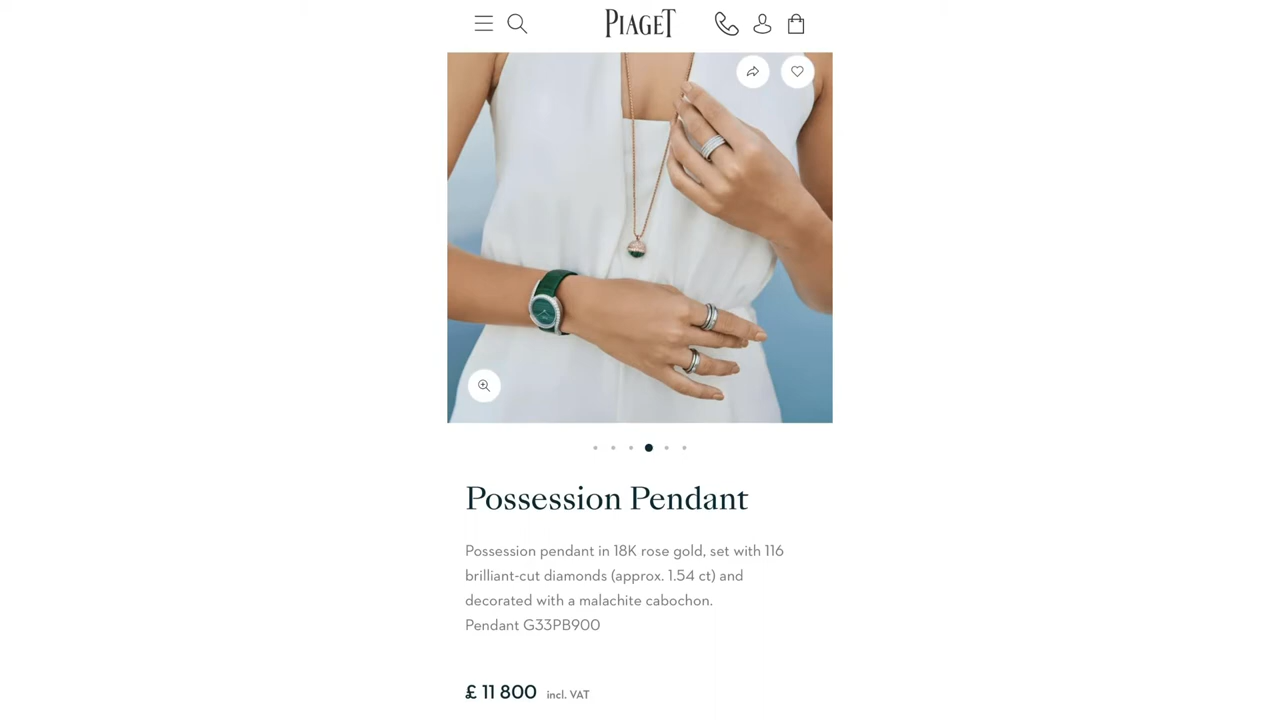 PIAGET
Possession Pendant
Possession pendant in 18K rose gold, set with 116
brilliant-cut diamonds (approx. 1.54 ct) and
decorated with a malachite cabochon.
Pendant G33PB900
£ 11 800 incl. VAT